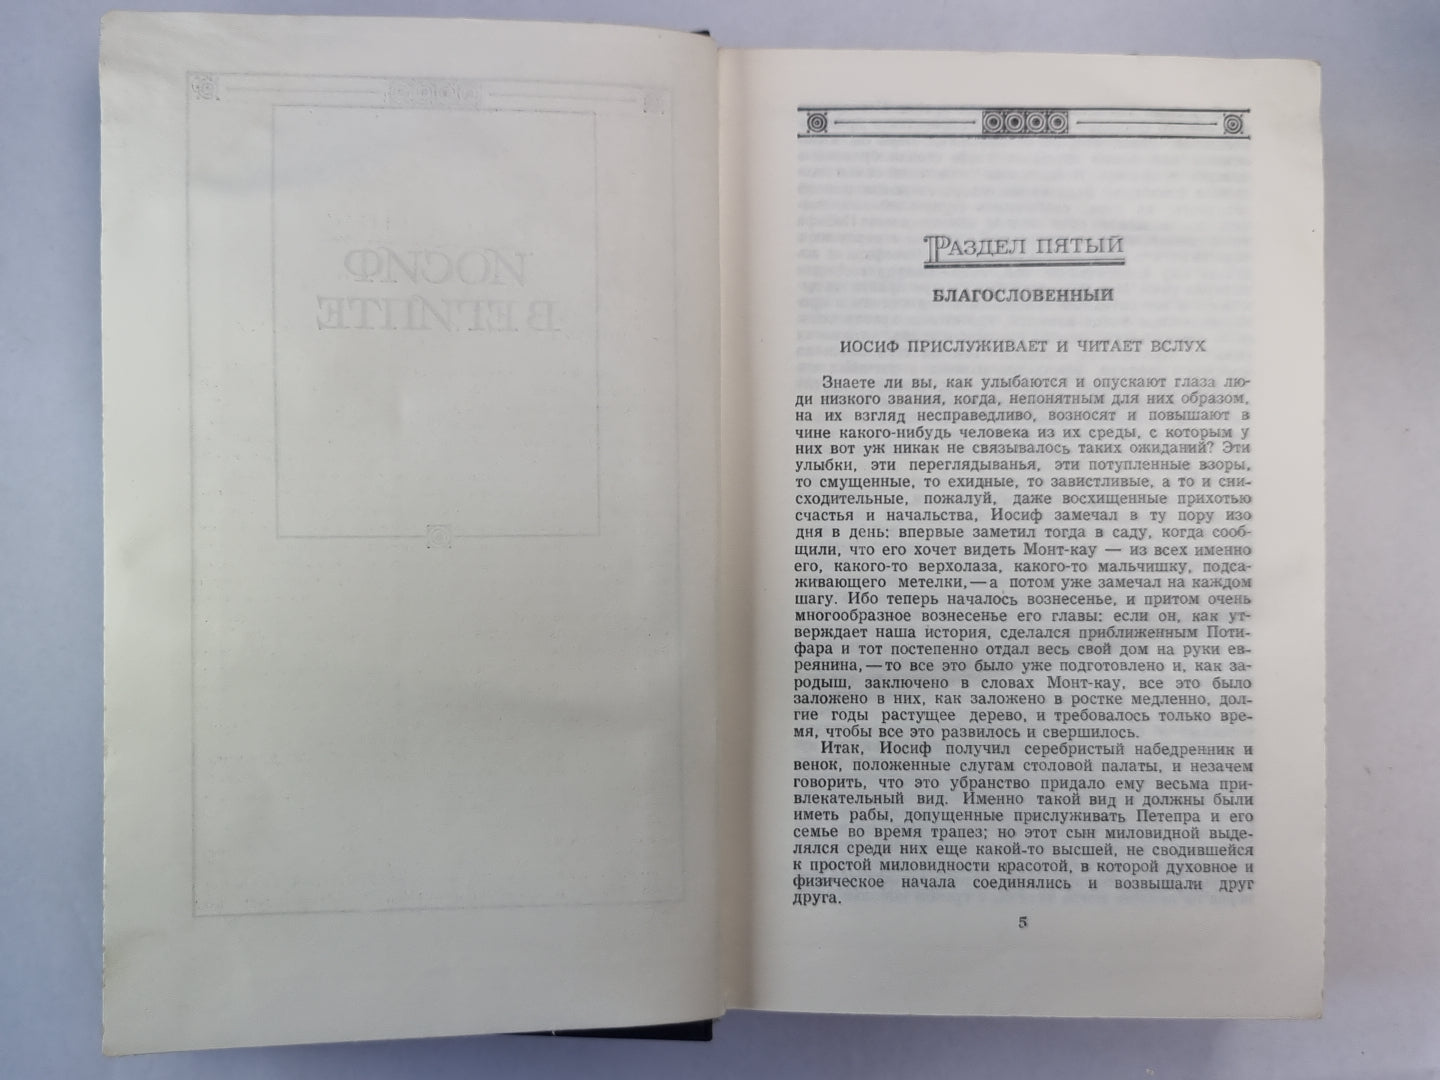 ИОСИФ
В ЕГИПТЕ
РАЗДЕЛ ПЯТЫЙ
БЛАГОСЛОВЕННЫЙ
ИОСИФ ПРИСЛУЖИВАЕТ И ЧИТАЕТ ВСЛУХ
Знаете ли вы, как улыбаются и опускают глаза лю-
ди низкого звания, когда, непонятным для них образом,
на их взгляд несправедливо, возносят и повышают в
чине какого-нибудь человека из их среды, с которым у
них вот уж никак не связывалось таких ожиданий? Эти
улыбки, эти переглядыванья, эти потупленные взоры,
то смущенные, то ехидные, то завистливые, а то и сни-
сходительные, пожалуй, даже восхищенные прихотью
счастья и начальства, Иосиф замечал в ту пору изо
дня в день: впервые заметил тогда в саду, когда сооб-
щили, что его хочет видеть Монт-кау — из всех именно
его, какого-то верхолаза, какого-то мальчишку, подса-
живающего метелки,—а потом уже замечал на каждом
шагу. Ибо теперь началось вознесенье, и притом очень
многообразное вознесенье его главы: если он, как ут-
верждает наша история, сделался приближенным Поти-
фара и тот постепенно отдал весь свой дом на руки ев-
реянина,—то все это было уже подготовлено и, как за-
родыш, заключено в словах Монт-кау, все это было
заложено в них, как заложено в ростке медленно, дол-
гие годы растущее дерево, и требовалось только вре-
мя, чтобы все это развилось и свершилось.
Итак, Иосиф получил серебристый набедренник и
венок, положенные слугам столовой палаты, и незачем
говорить, что это убранство придало ему весьма при-
влекательный вид. Именно такой вид и должны были
иметь рабы, допущенные прислуживать Петепра и его
семье во время трапез; но этот сын миловидной выде-
лялся среди них еще какой-то высшей, не сводившейся
к простой миловидности красотой, в которой духовное и
физическое начала соединялись и возвышали друг
друга.
5